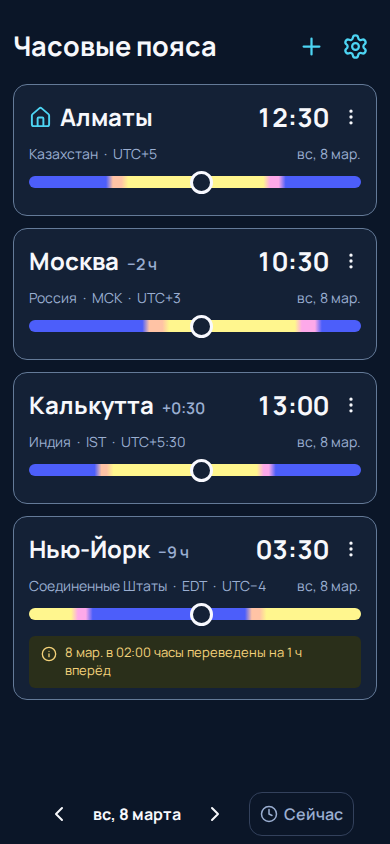 Часовые пояса
Алматы 12:30
Казахстан · UTC+5 вс, 8 мар.
Москва −2 ч 10:30
Россия · МСК · UTC+3 вс, 8 мар.
Калькутта +0:30 13:00
Индия · IST · UTC+5:30 вс, 8 мар.
Нью-Йорк −9 ч 03:30
Соединенные Штаты · EDT · UTC−4 вс, 8 мар.
8 мар. в 02:00 часы переведены на 1 ч
вперёд
вс, 8 марта Сейчас